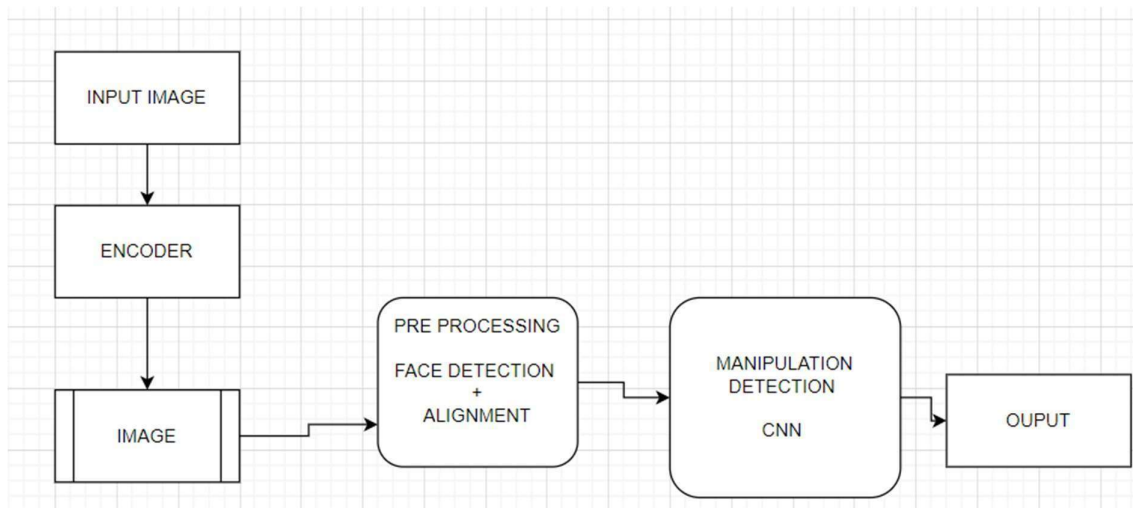 INPUT IMAGE
ENCODER
IMAGE
PRE PROCESSING
FACE DETECTION
+
ALIGNMENT
MANIPULATION
DETECTION
CNN
OUPUT